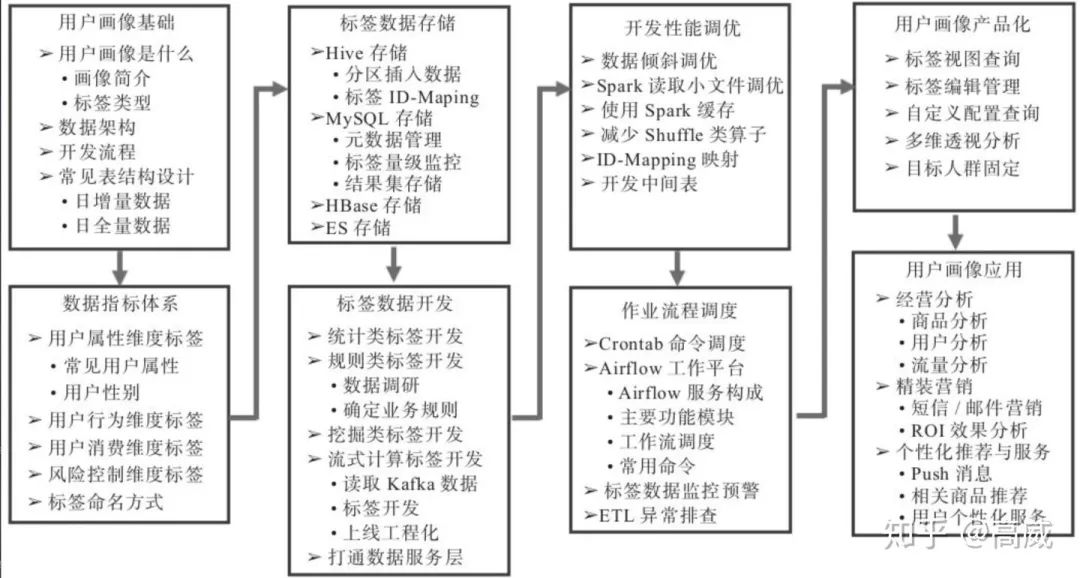 用户画像基础
➢ 用户画像是什么
• 画像简介
• 标签类型
➢ 数据架构
➢ 开发流程
➢ 常见表结构设计
• 日增量数据
• 日全量数据
数据指标体系
➢ 用户属性维度标签
• 常见用户属性
• 用户性别
➢ 用户行为维度标签
➢ 用户消费维度标签
➢ 风险控制维度标签
➢ 标签命名方式
标签数据存储
➢ Hive 存储
• 分区插入数据
• 标签 ID-Maping
➢ MySQL 存储
• 元数据管理
• 标签量级监控
• 结果集存储
➢ HBase 存储
➢ ES 存储
标签数据开发
➢ 统计类标签开发
➢ 规则类标签开发
• 数据调研
• 确定业务规则
➢ 挖掘类标签开发
➢ 流式计算标签开发
• 读取 Kafka 数据
• 标签开发
• 上线工程化
➢ 打通数据服务层
开发性能调优
➢ 数据倾斜调优
➢ Spark 读取小文件调优
➢ 使用 Spark 缓存
➢ 减少 Shuffle 类算子
➢ ID-Mapping 映射
➢ 开发中间表
作业流程调度
➢ Crontab 命令调度
➢ Airflow 工作平台
• Airflow 服务构成
• 主要功能模块
• 工作流调度
• 常用命令
➢ 标签数据监控预警
➢ ETL 异常排查
用户画像产品化
➢ 标签视图查询
➢ 标签编辑管理
➢ 自定义配置查询
➢ 多维透视分析
➢ 目标人群固定
用户画像应用
➢ 经营分析
• 商品分析
• 用户分析
• 流量分析
➢ 精装营销
• 短信 / 邮件营销
• ROI 效果分析
➢ 个性化推荐与服务
• Push 消息
• 相关商品推荐
• 用户个性化服务
知乎 @高威